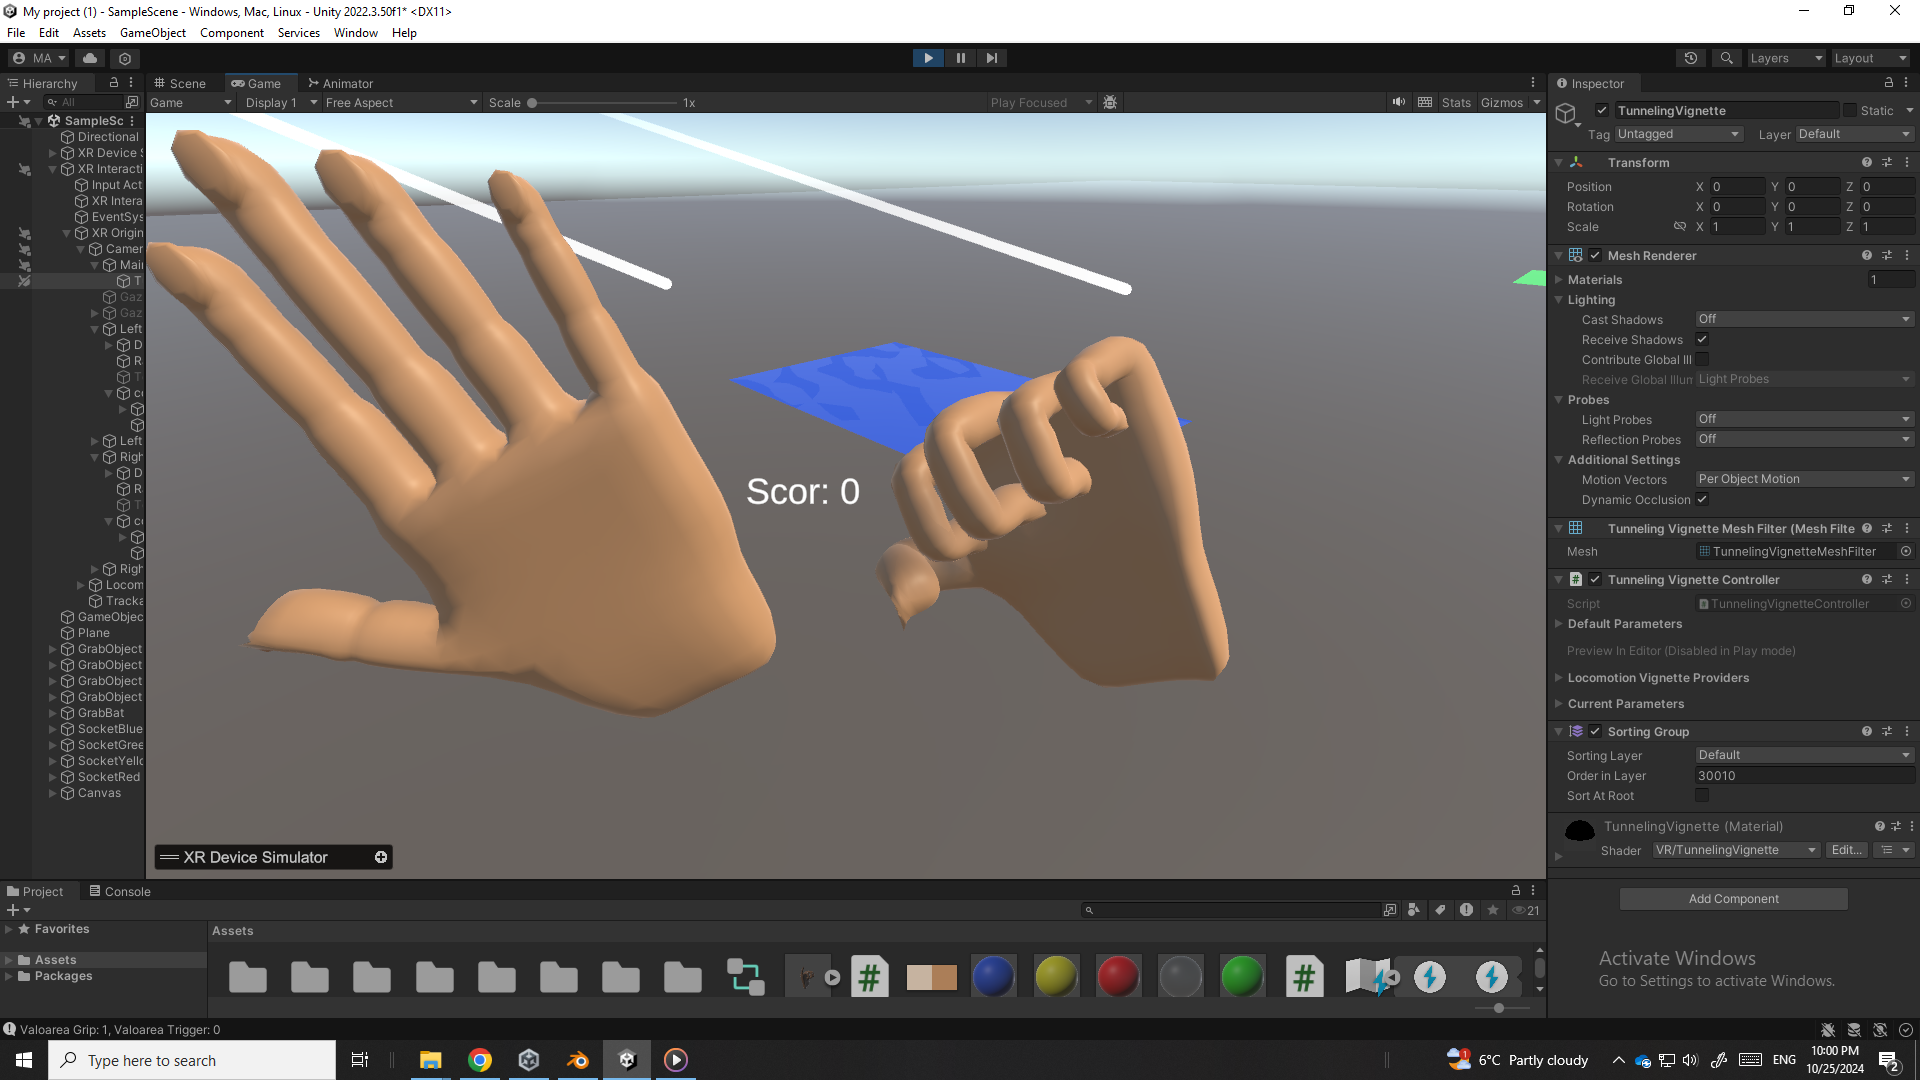 My project (1) - SampleScene - Windows, Mac, Linux - Unity 2022.3.50f1* <DX11>
File Edit Assets GameObject Component Services Window Help
MA
Layers Layout
Hierarchy
All
SampleSc
Directional
XR Device S
XR Interacti
Input Act
XR Intera
EventSys
XR Origin
Camer
Mai
T
Gaz
Gaz
Left
D
R
T
c
Left
Righ
D
R
T
c
Righ
Locom
Tracka
GameObjec
Plane
GrabObject
GrabObject
GrabObject
GrabObject
GrabBat
SocketBlue
SocketGree
SocketYello
SocketRed
Canvas
Scene Game Animator
Game Display 1 Free Aspect Scale 1x Play Focused Stats Gizmos
Scor: 0
XR Device Simulator
Inspector
TunnelingVignette Static
Tag Untagged Layer Default
Transform
Position X 0 Y 0 Z 0
Rotation X 0 Y 0 Z 0
Scale X 1 Y 1 Z 1
Mesh Renderer
Materials 1
Lighting
Cast Shadows Off
Receive Shadows
Contribute Global Ill
Receive Global Illum Light Probes
Probes
Light Probes Off
Reflection Probes Off
Additional Settings
Motion Vectors Per Object Motion
Dynamic Occlusion
Tunneling Vignette Mesh Filter (Mesh Filte
Mesh TunnelingVignetteMeshFilter
Tunneling Vignette Controller
Script TunnelingVignetteController
Default Parameters
Preview In Editor (Disabled in Play mode)
Locomotion Vignette Providers
Current Parameters
Sorting Group
Sorting Layer Default
Order in Layer 30010
Sort At Root
TunnelingVignette (Material)
Shader VR/TunnelingVignette Edit...
Add Component
Activate Windows
Go to Settings to activate Windows.
Project Console
21
Favorites
Assets
Packages
Assets
Valoarea Grip: 1, Valoarea Trigger: 0
Type here to search
1
6°C Partly cloudy
ENG
10:00 PM
10/25/2024
2